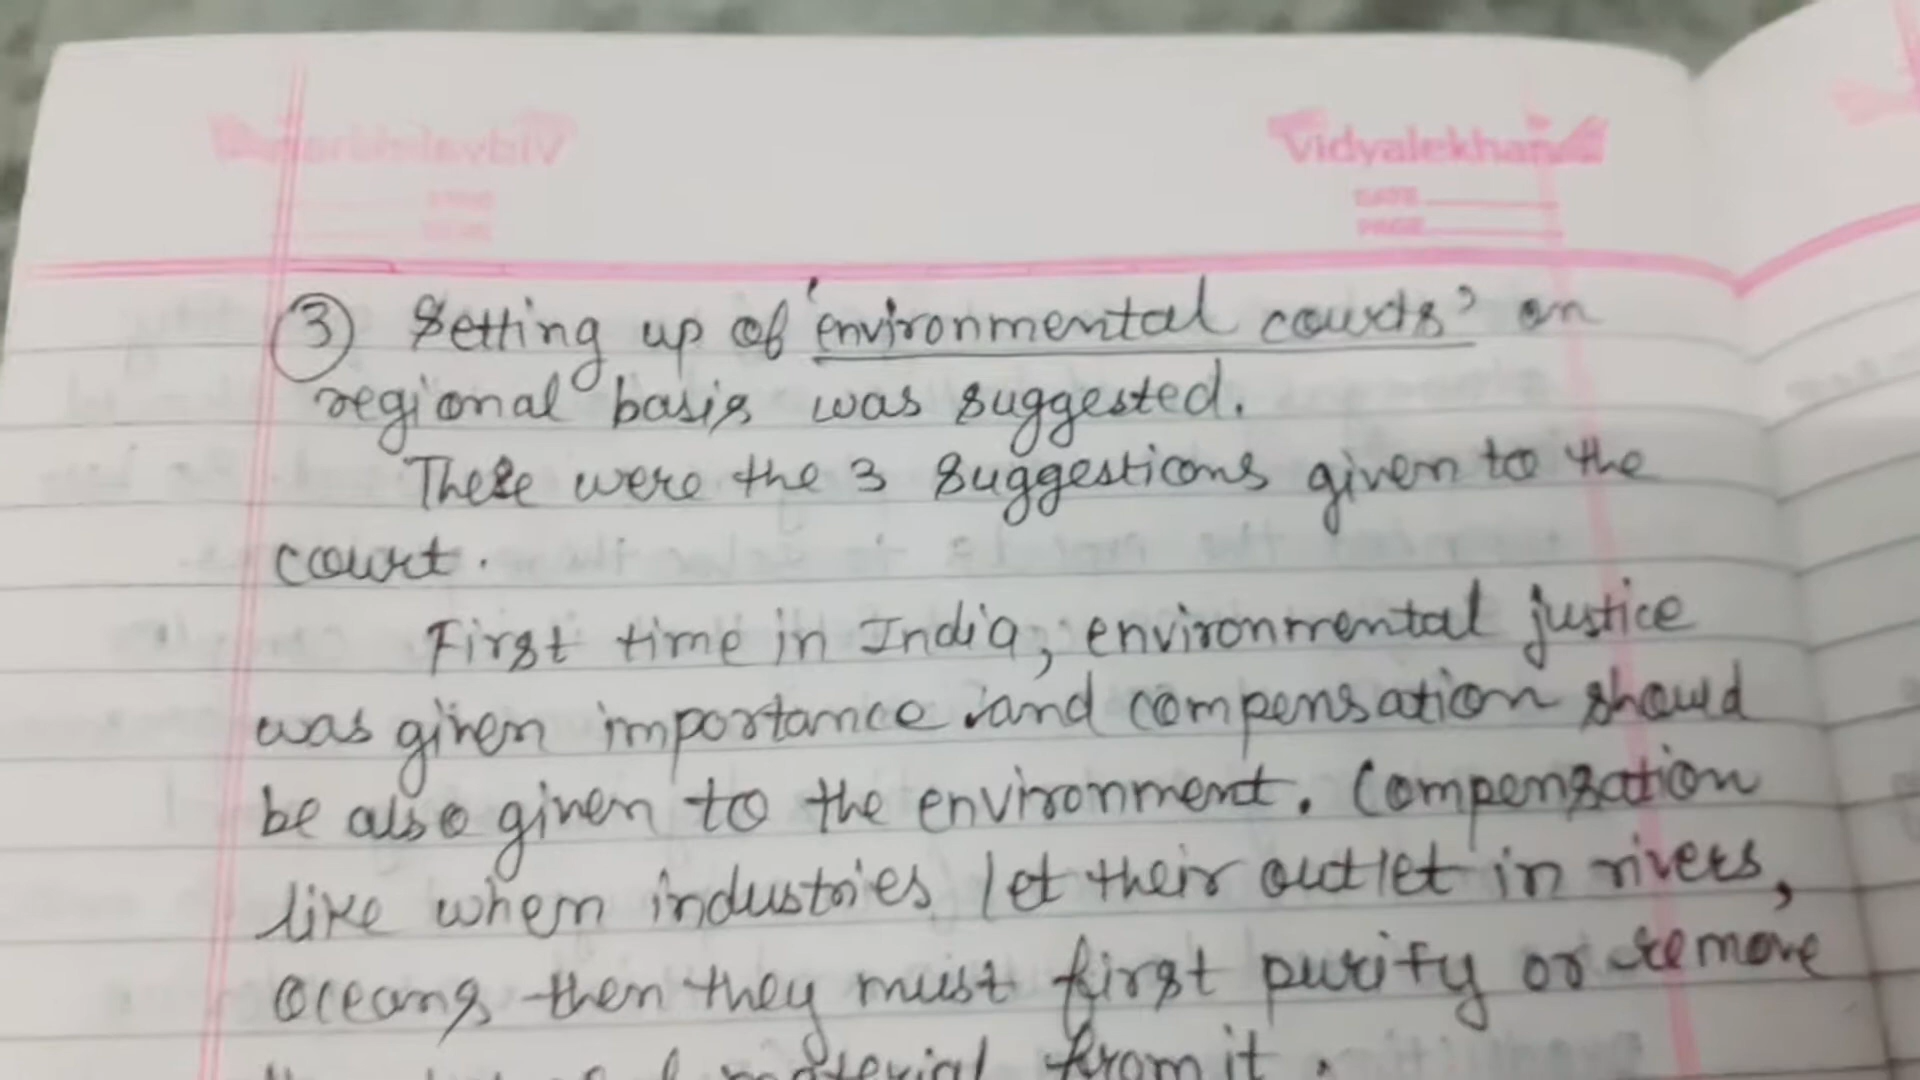 Vidyalekhan
DATE
PAGE
③ Setting up of 'environmental courts' on
regional basis was suggested.
These were the 3 suggestions given to the
court.
First time in India, environmental justice
was given importance and compensation should
be also given to the environment. Compensation
like when industries let their outlet in rivers,
oceans then they must first purify or remove
material from it.